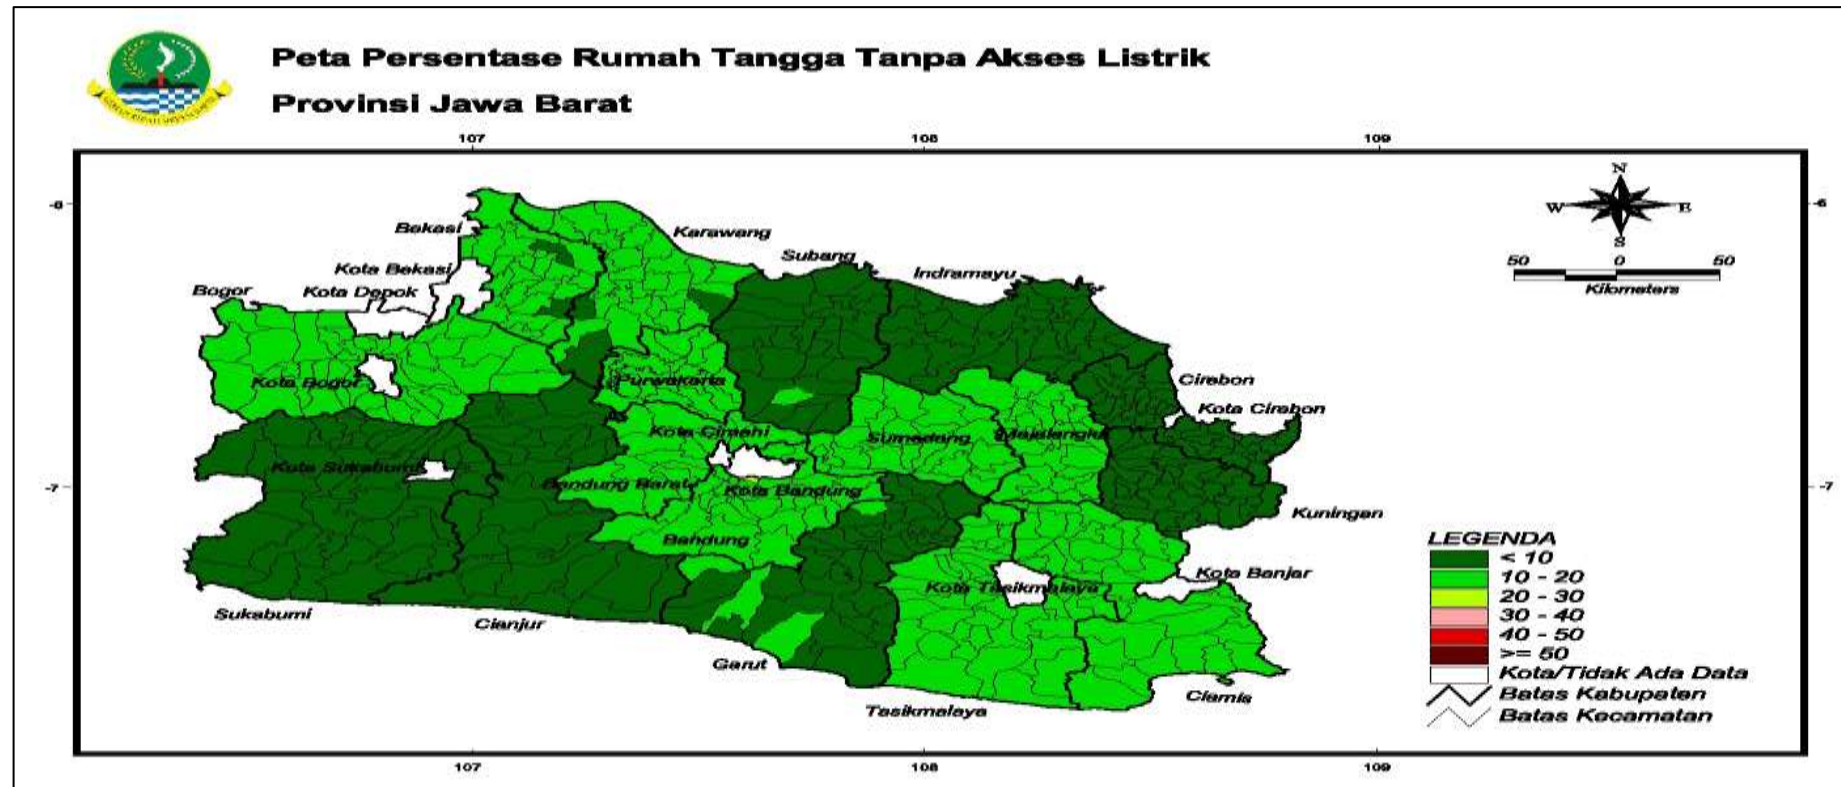 Peta Persentase Rumah Tangga Tanpa Akses Listrik
Provinsi Jawa Barat
107 108 109
-6 -6
N
W E
S
50 0 50
Kilometers
Bekasi
Karawang
Subang
Kota Bekasi
Indramayu
Bogor
Kota Depok
Kota Bogor
Purwakarta
Cirebon
Kota Cirebon
Kota Cimahi
Sumedang
Majalengka
Kota Sukabumi
Bandung Barat
Kota Bandung
-7 -7
Kuningan
Bandung
Kota Tasikmalaya
Kota Banjar
Sukabumi
Cianjur
Garut
Ciamis
Tasikmalaya
LEGENDA
< 10
10 - 20
20 - 30
30 - 40
40 - 50
>= 50
Kota/Tidak Ada Data
Batas Kabupaten
Batas Kecamatan
107 108 109